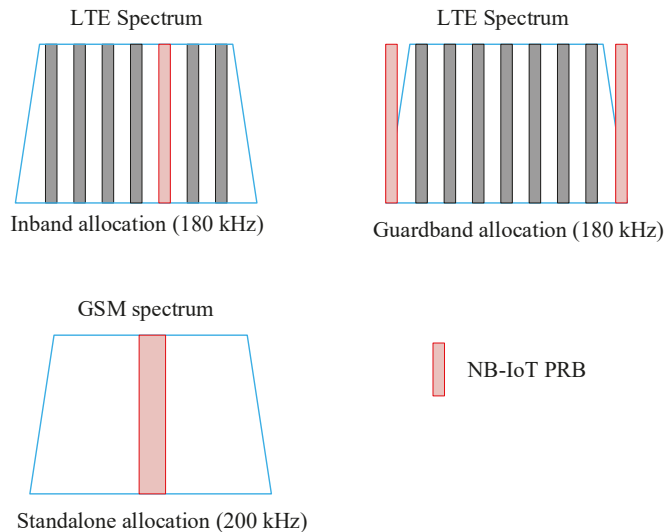 LTE Spectrum
LTE Spectrum
Inband allocation (180 kHz)
Guardband allocation (180 kHz)
GSM spectrum
NB-IoT PRB
Standalone allocation (200 kHz)